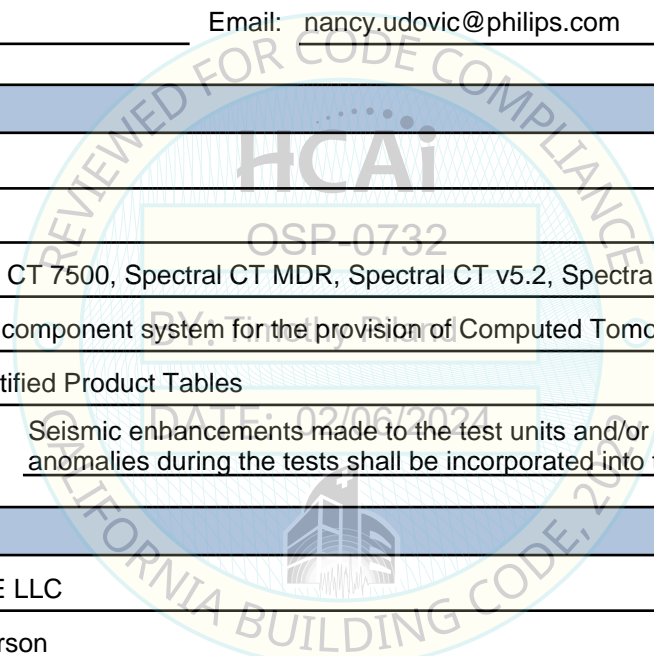 Email: nancy.udovic@philips.com
REVIEWED FOR CODE COMPLIANCE
HCAi
OSP-0732
CT 7500, Spectral CT MDR, Spectral CT v5.2, Spectra
component system for the provision of Computed Tomo
BY: Timothy Piland
tified Product Tables
DATE: 02/06/2024
Seismic enhancements made to the test units and/or
anomalies during the tests shall be incorporated into
E LLC
rson
CALIFORNIA BUILDING CODE, 2022